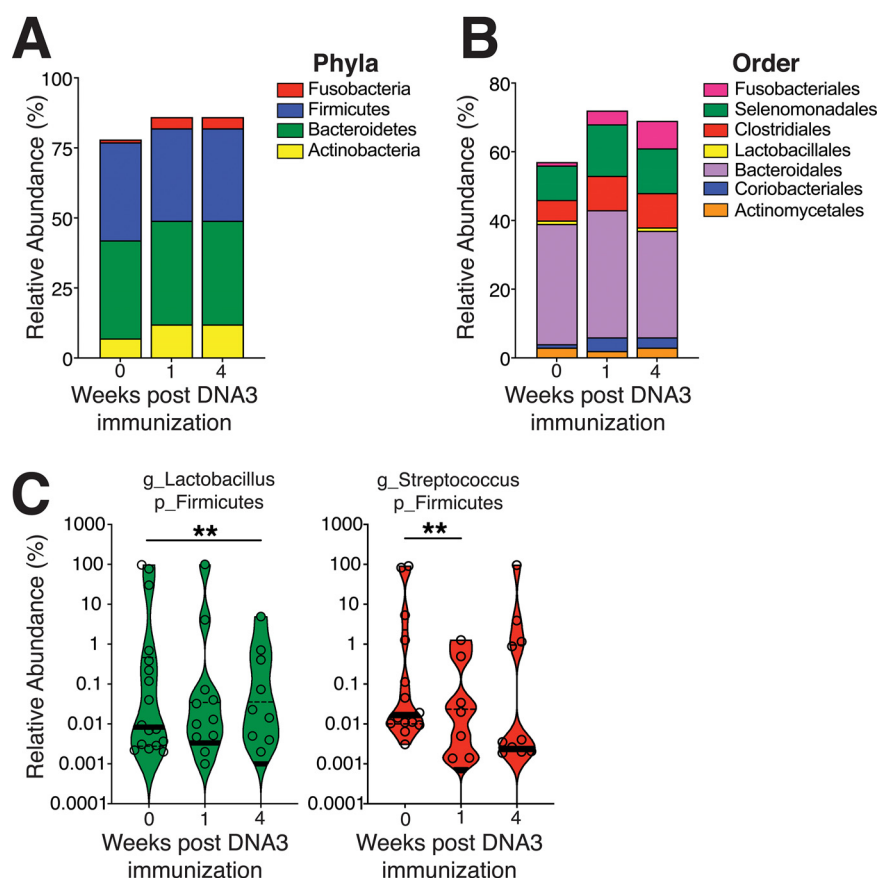 A
Phyla
Fusobacteria
Firmicutes
Bacteroidetes
Actinobacteria
Relative Abundance (%)
100
75
50
25
0
0 1 4
Weeks post DNA3
immunization
B
Order
Fusobacteriales
Selenomonadales
Clostridiales
Lactobacillales
Bacteroidales
Coriobacteriales
Actinomycetales
Relative Abundance (%)
80
60
40
20
0
0 1 4
Weeks post DNA3
immunization
C
g_Lactobacillus
p_Firmicutes
Relative Abundance (%)
1000
100
10
1
0.1
0.01
0.001
0.0001
**
0 1 4
Weeks post DNA3
immunization
g_Streptococcus
p_Firmicutes
1000
100
10
1
0.1
0.01
0.001
0.0001
**
0 1 4
Weeks post DNA3
immunization